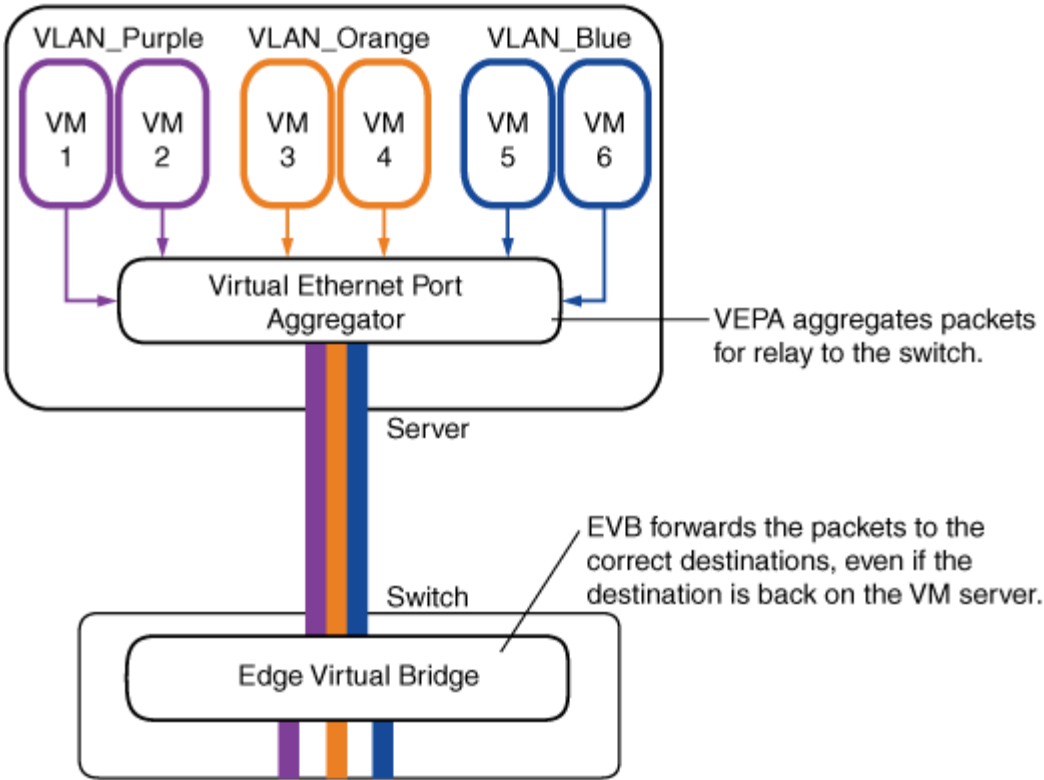 VLAN_Purple
VLAN_Orange
VLAN_Blue
VM
1
VM
2
VM
3
VM
4
VM
5
VM
6
Virtual Ethernet Port
Aggregator
VEPA aggregates packets
for relay to the switch.
Server
EVB forwards the packets to the
correct destinations, even if the
destination is back on the VM server.
Switch
Edge Virtual Bridge